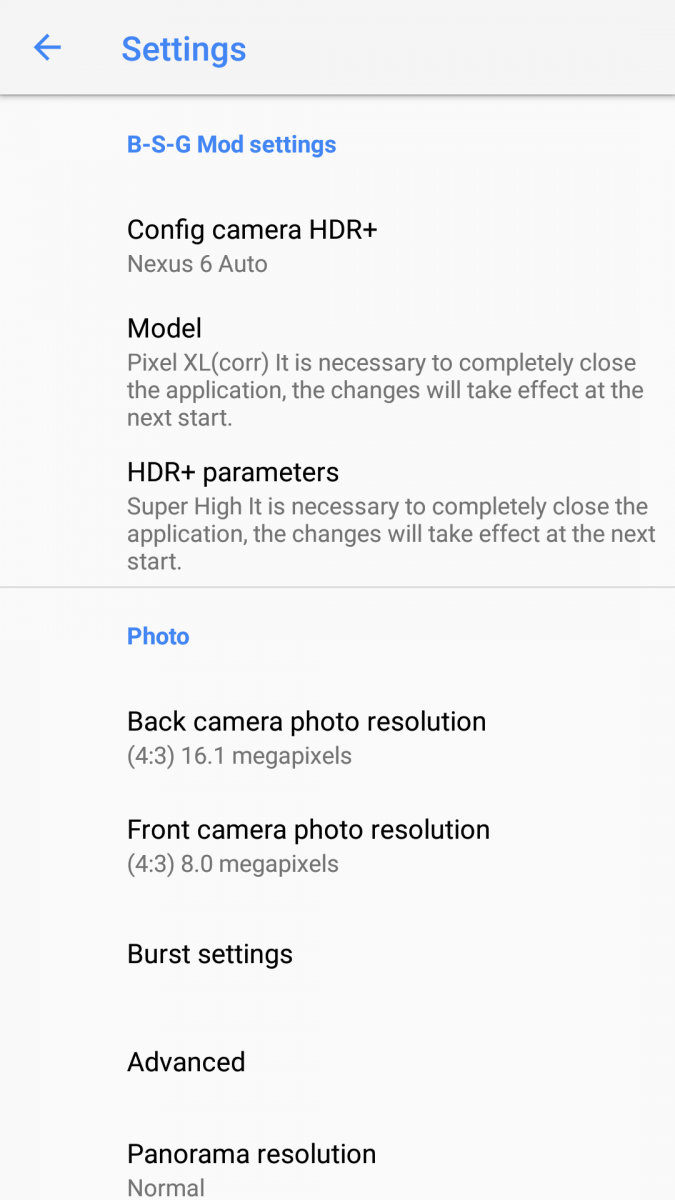 Settings
B-S-G Mod settings
Config camera HDR+
Nexus 6 Auto
Model
Pixel XL(corr) It is necessary to completely close
the application, the changes will take effect at the
next start.
HDR+ parameters
Super High It is necessary to completely close the
application, the changes will take effect at the next
start.
Photo
Back camera photo resolution
(4:3) 16.1 megapixels
Front camera photo resolution
(4:3) 8.0 megapixels
Burst settings
Advanced
Panorama resolution
Normal